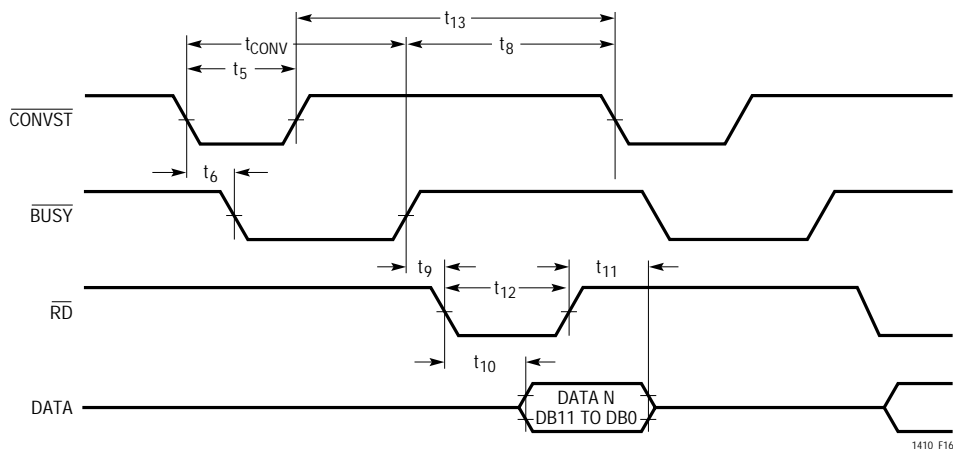 t13
tCONV
t8
t5
CONVST
t6
BUSY
t9
t11
t12
RD
t10
DATA
DATA N
DB11 TO DB0
1410 F16